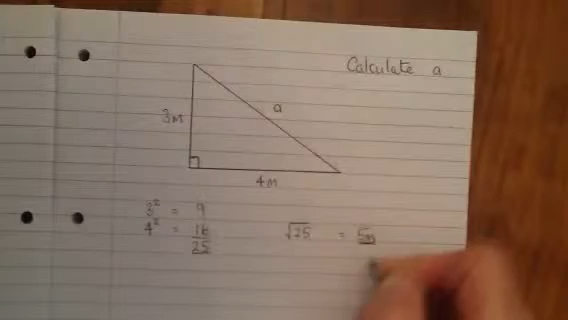 Calculate a
3m
a
4m
3² = 9
4² = 16
25
√25 = 5m